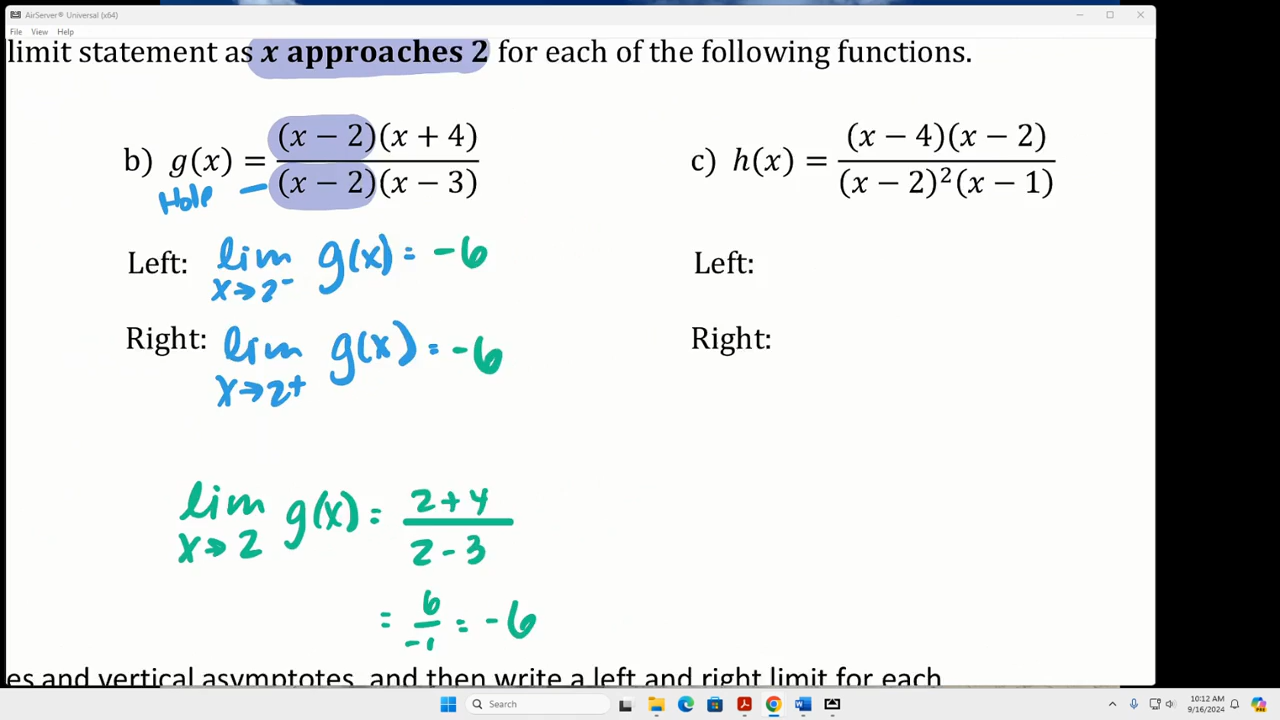 AirServer® Universal (x64)
File View Help
limit statement as x approaches 2 for each of the following functions.
b) g(x) = (x − 2)(x + 4) / (x − 2)(x − 3)
Hole
Left: lim x→2⁻ g(x) = -6
Right: lim x→2⁺ g(x) = -6
lim x→2 g(x) = 2+4 / 2-3
= 6/-1 = -6
c) h(x) = (x − 4)(x − 2) / (x − 2)²(x − 1)
Left:
Right:
es and vertical asymptotes, and then write a left and right limit for each
Search
10:12 AM
9/16/2024